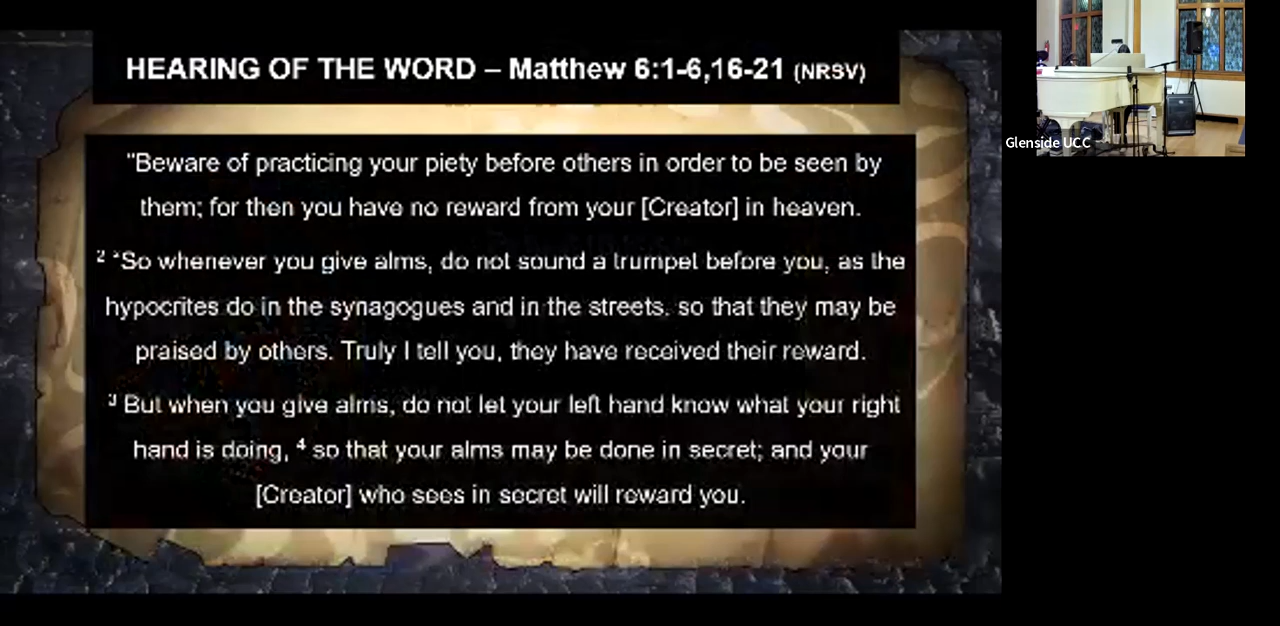 HEARING OF THE WORD – Matthew 6:1-6,16-21 (NRSV)
"Beware of practicing your piety before others in order to be seen by
them; for then you have no reward from your [Creator] in heaven.
² "So whenever you give alms, do not sound a trumpet before you, as the
hypocrites do in the synagogues and in the streets, so that they may be
praised by others. Truly I tell you, they have received their reward.
³ But when you give alms, do not let your left hand know what your right
hand is doing, ⁴ so that your alms may be done in secret; and your
[Creator] who sees in secret will reward you.
Glenside UCC